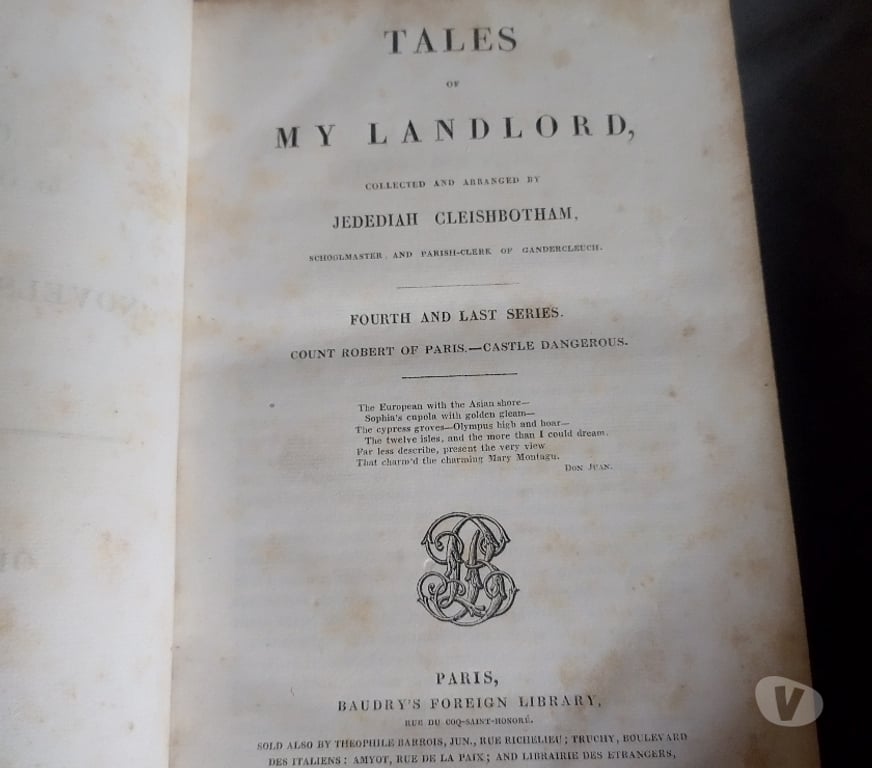 TALES
OF
MY LANDLORD,
COLLECTED AND ARRANGED BY
JEDEDIAH CLEISHBOTHAM,
SCHOOLMASTER AND PARISH-CLERK OF GANDERCLEUCH.
FOURTH AND LAST SERIES.
COUNT ROBERT OF PARIS.—CASTLE DANGEROUS.
The European with the Asian shore—
Sophia's cupola with golden gleam—
The cypress groves—Olympus high and hoar—
The twelve isles, and the more than I could dream,
Far less describe, present the very view
That charm'd the charming Mary Montagu.
DON JUAN.
PARIS,
BAUDRY'S FOREIGN LIBRARY,
RUE DU COQ-SAINT-HONORÉ.
SOLD ALSO BY THEOPHILE BARROIS, JUN., RUE RICHELIEU; TRUCHY, BOULEVARD
DES ITALIENS; AMYOT, RUE DE LA PAIX; AND LIBRAIRIE DES ETRANGERS,
NOVELS
V